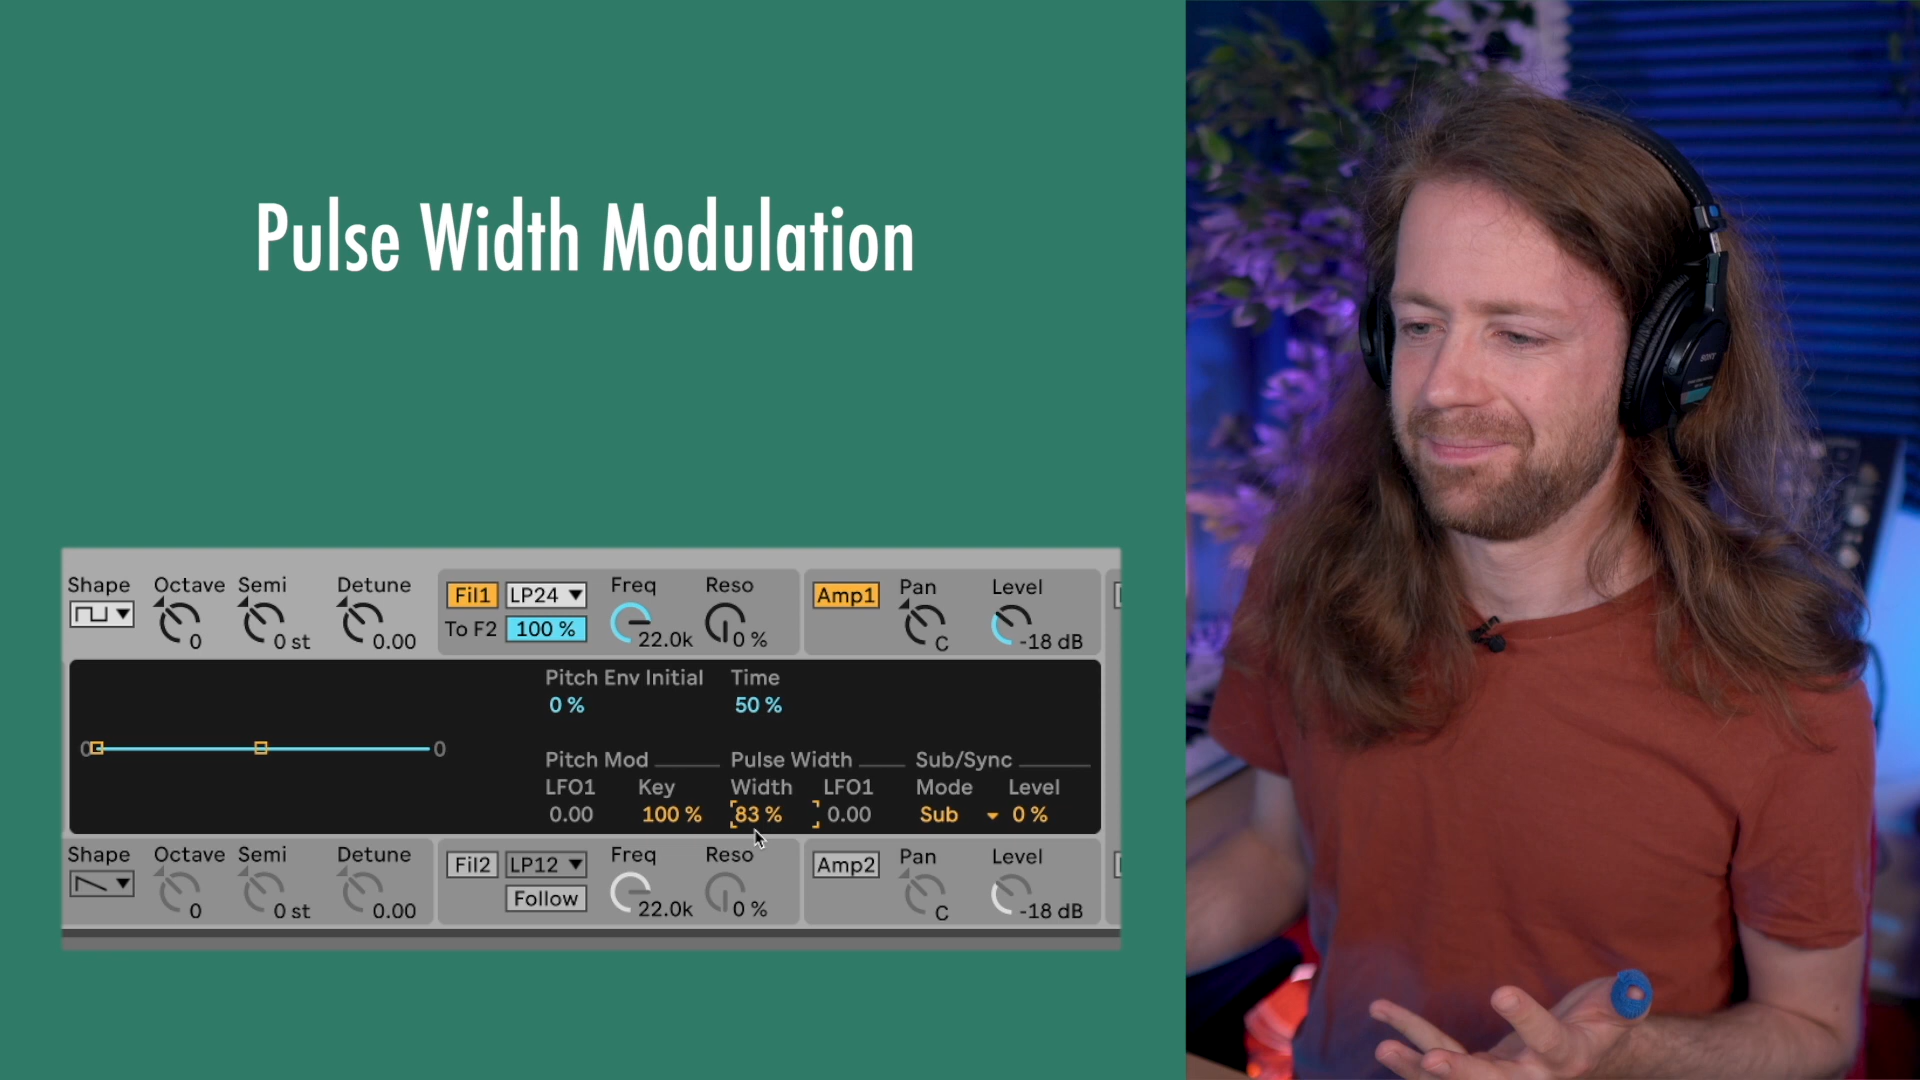 Pulse Width Modulation
SONY
Shape Octave Semi Detune Fil1 LP24 Freq Reso Amp1 Pan Level
0 0 st 0.00 To F2 100 % 22.0k 0 % C -18 dB
Pitch Env Initial Time
0 % 50 %
0 0
Pitch Mod Pulse Width Sub/Sync
LFO1 Key Width LFO1 Mode Level
0.00 100 % 83 % 0.00 Sub 0 %
Shape Octave Semi Detune Fil2 LP12 Freq Reso Amp2 Pan Level
0 0 st 0.00 Follow 22.0k 0 % C -18 dB